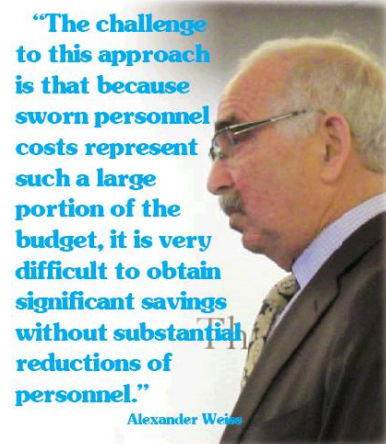 “The challenge
to this approach
is that because
sworn personnel
costs represent
such a large
portion of the
budget, it is very
difficult to obtain
significant savings
without substantial
reductions of
personnel.”
Alexander Weiss
Th